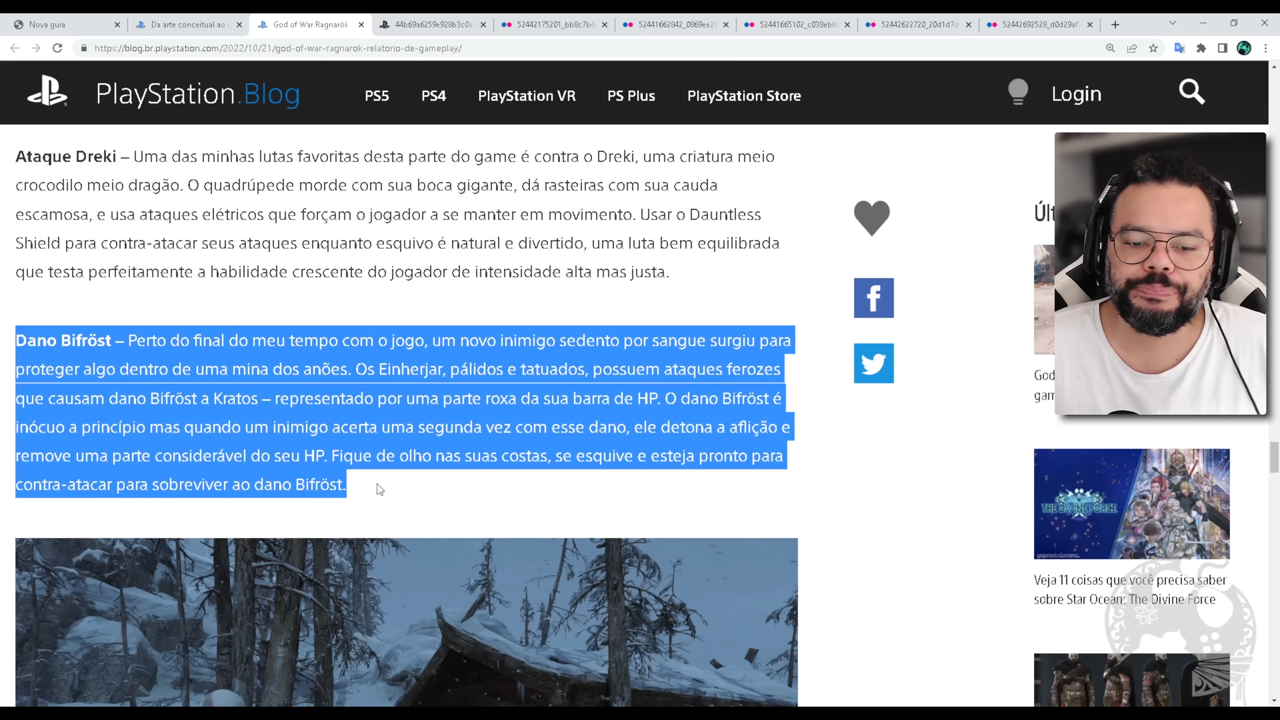 Nova guia
Da arte conceitual ao
God of War Ragnarök
44b69a6259e928b3c0
52442175201_bb8c7b4
52441662842_0969ee2
52441665102_c038eb6
52442622720_20d1d7d
52442692528_d0d29a
https://blog.br.playstation.com/2022/10/21/god-of-war-ragnarok-relatorio-de-gameplay/
PlayStation.Blog
PS5
PS4
PlayStation VR
PS Plus
PlayStation Store
Login
Ataque Dreki – Uma das minhas lutas favoritas desta parte do game é contra o Dreki, uma criatura meio
crocodilo meio dragão. O quadrúpede morde com sua boca gigante, dá rasteiras com sua cauda
escamosa, e usa ataques elétricos que forçam o jogador a se manter em movimento. Usar o Dauntless
Shield para contra-atacar seus ataques enquanto esquivo é natural e divertido, uma luta bem equilibrada
que testa perfeitamente a habilidade crescente do jogador de intensidade alta mas justa.
Dano Bifröst – Perto do final do meu tempo com o jogo, um novo inimigo sedento por sangue surgiu para
proteger algo dentro de uma mina dos anões. Os Einherjar, pálidos e tatuados, possuem ataques ferozes
que causam dano Bifröst a Kratos – representado por uma parte roxa da sua barra de HP. O dano Bifröst é
inócuo a princípio mas quando um inimigo acerta uma segunda vez com esse dano, ele detona a aflição e
remove uma parte considerável do seu HP. Fique de olho nas suas costas, se esquive e esteja pronto para
contra-atacar para sobreviver ao dano Bifröst.
Últ
God
gam
THE DIVINE FORCE
Veja 11 coisas que você precisa saber
sobre Star Ocean: The Divine Force